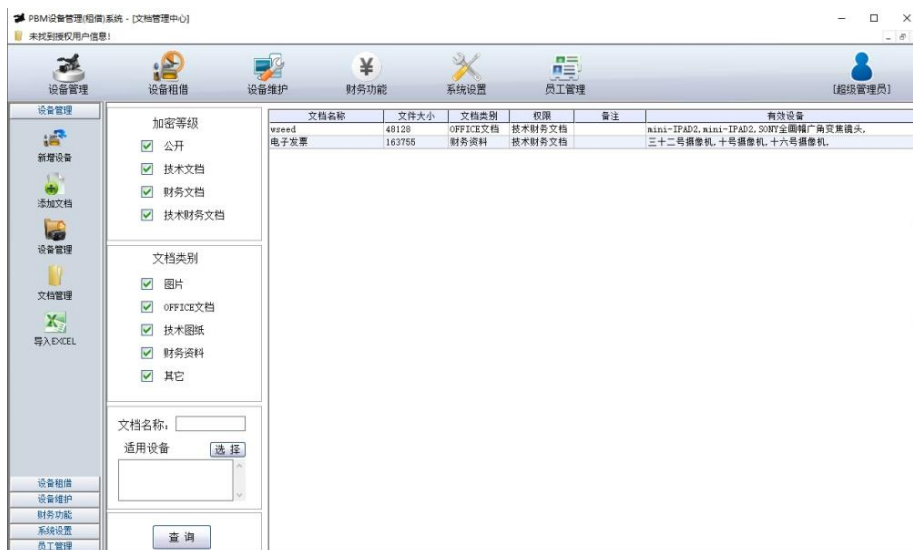 PBM设备管理(租借)系统 - [文档管理中心]
未找到授权用户信息!
设备管理
设备租借
设备维护
财务功能
系统设置
员工管理
[超级管理员]
设备管理
新增设备
添加文档
设备管理
文档管理
导入EXCEL
设备租借
设备维护
财务功能
系统设置
员工管理
加密等级
公开
技术文档
财务文档
技术财务文档
文档类别
图片
OFFICE文档
技术图纸
财务资料
其它
文档名称:
适用设备 选择
查询
文档名称 文件大小 文档类别 权限 备注 有效设备
wseed 48128 OFFICE文档 技术财务文档 mini-IPAD2,mini-IPAD2,SONY全画幅广角变焦镜头,
电子发票 163755 财务资料 技术财务文档 三十二号摄像机,十号摄像机,十六号摄像机,